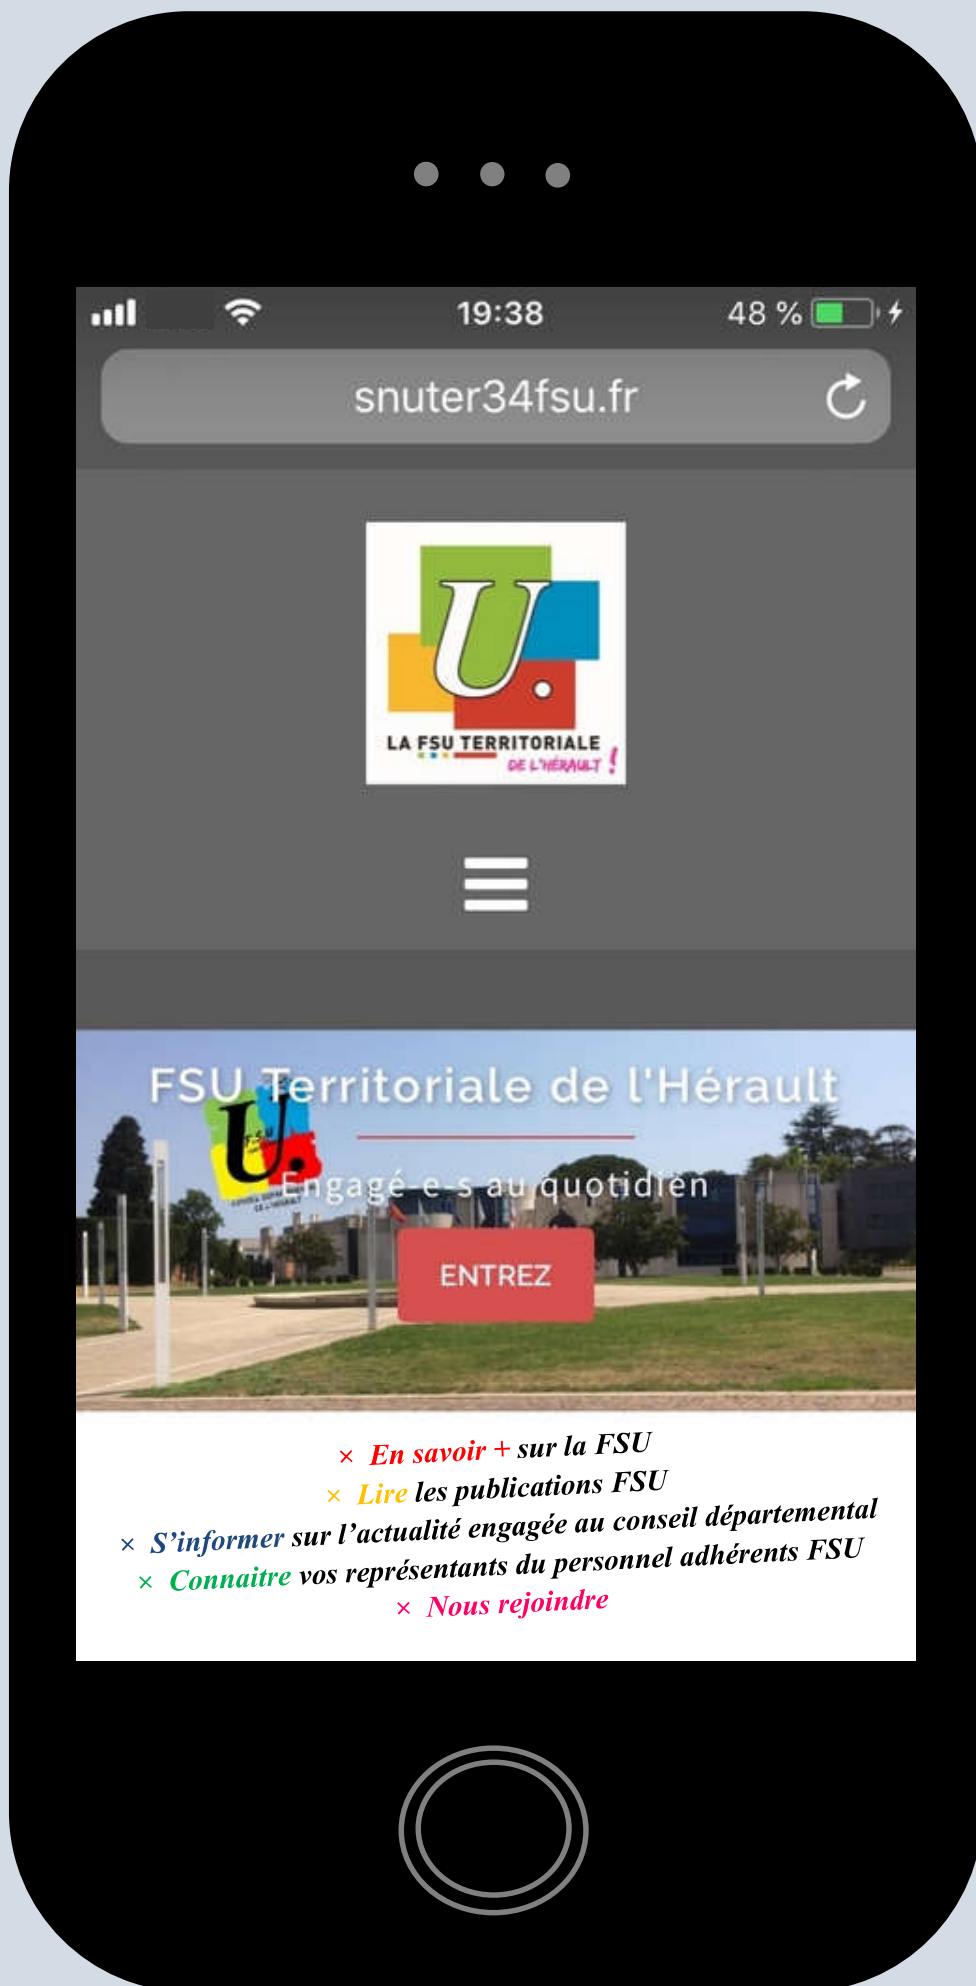 19:38
48 %
snuter34fsu.fr
U.
LA FSU TERRITORIALE
DE L'HÉRAULT !
FSU Territoriale de l'Hérault
U.
Engagé-e-s au quotidien
ENTREZ
× En savoir + sur la FSU
× Lire les publications FSU
× S’informer sur l’actualité engagée au conseil départemental
× Connaitre vos représentants du personnel adhérents FSU
× Nous rejoindre